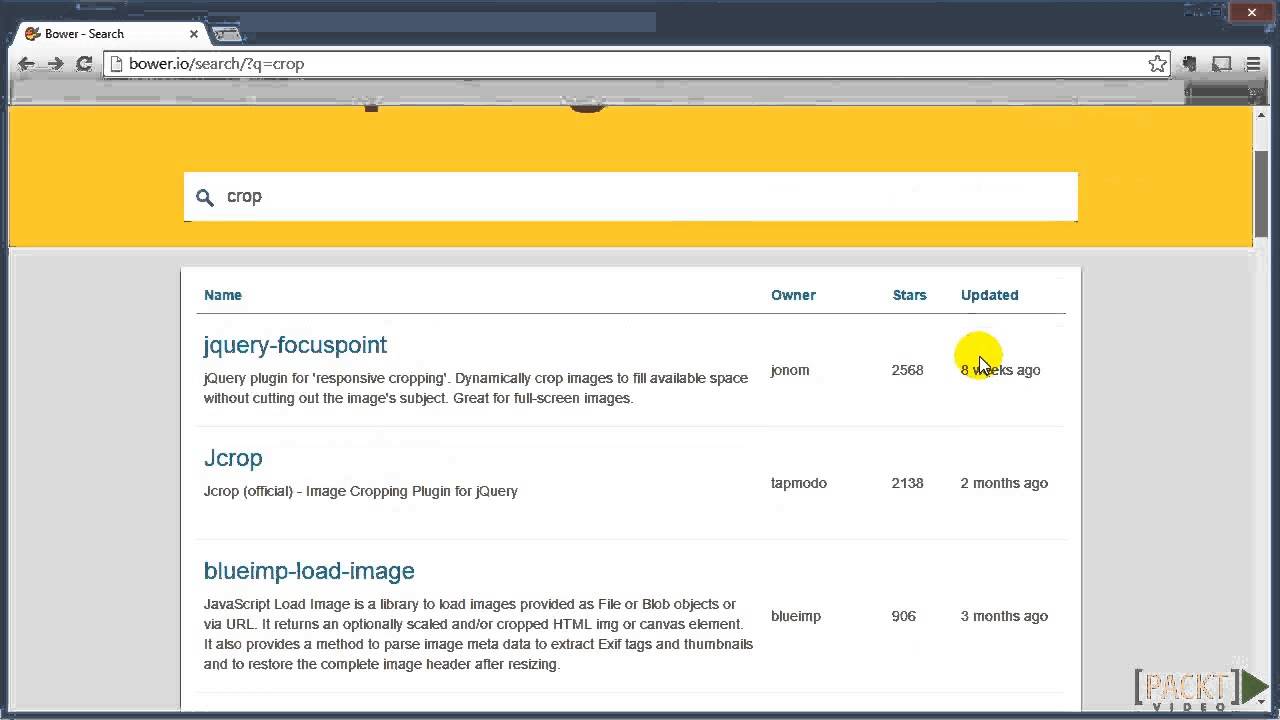 Bower - Search
bower.io/search/?q=crop
crop
Name Owner Stars Updated
jquery-focuspoint
jQuery plugin for 'responsive cropping'. Dynamically crop images to fill available space
without cutting out the image's subject. Great for full-screen images.
jonom 2568 8 weeks ago
Jcrop
Jcrop (official) - Image Cropping Plugin for jQuery
tapmodo 2138 2 months ago
blueimp-load-image
JavaScript Load Image is a library to load images provided as File or Blob objects or
via URL. It returns an optionally scaled and/or cropped HTML img or canvas element.
It also provides a method to parse image meta data to extract Exif tags and thumbnails
and to restore the complete image header after resizing.
blueimp 906 3 months ago
[PACKT]
VIDEO